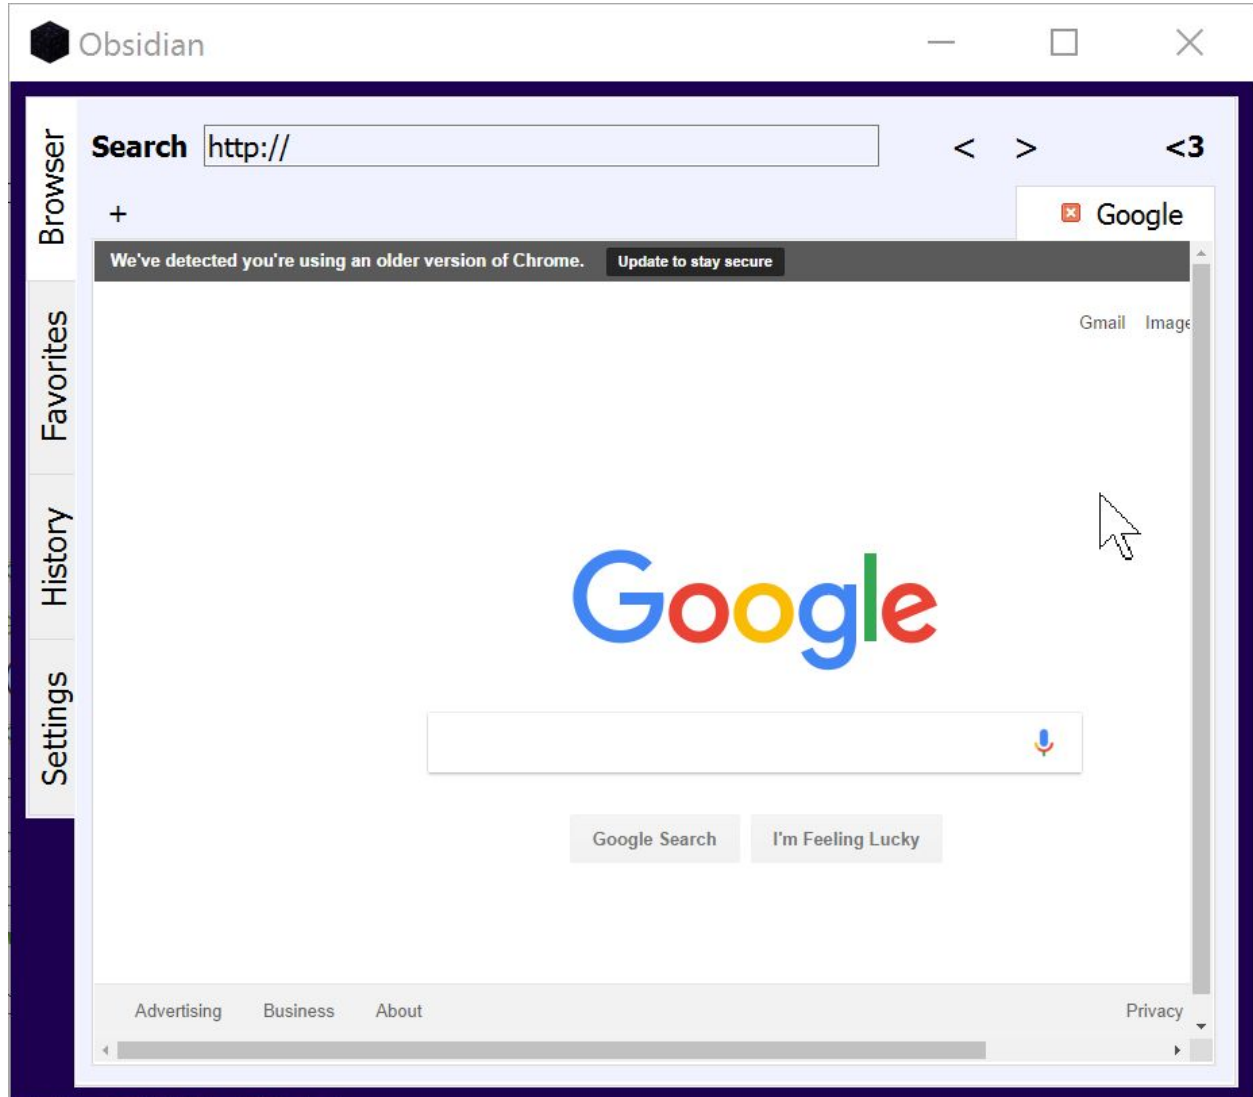 Obsidian
Browser
Search http:// < > <3
+ Google
We've detected you're using an older version of Chrome. Update to stay secure
Gmail Image
Favorites
History
Google
Settings
Google Search I'm Feeling Lucky
Advertising Business About Privacy